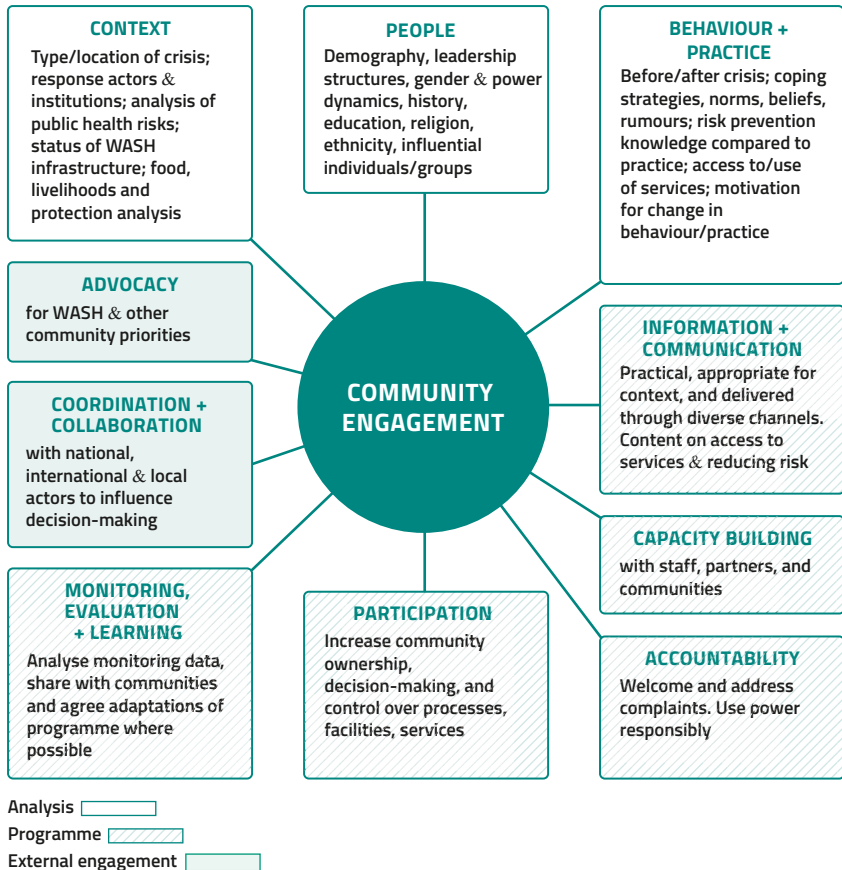 CONTEXT
Type/location of crisis;
response actors &
institutions; analysis of
public health risks;
status of WASH
infrastructure; food,
livelihoods and
protection analysis
PEOPLE
Demography, leadership
structures, gender & power
dynamics, history,
education, religion,
ethnicity, influential
individuals/groups
BEHAVIOUR +
PRACTICE
Before/after crisis; coping
strategies, norms, beliefs,
rumours; risk prevention
knowledge compared to
practice; access to/use
of services; motivation
for change in
behaviour/practice
ADVOCACY
for WASH & other
community priorities
COMMUNITY
ENGAGEMENT
INFORMATION +
COMMUNICATION
Practical, appropriate for
context, and delivered
through diverse channels.
Content on access to
services & reducing risk
COORDINATION +
COLLABORATION
with national,
international & local
actors to influence
decision-making
CAPACITY BUILDING
with staff, partners, and
communities
MONITORING,
EVALUATION
+ LEARNING
Analyse monitoring data,
share with communities
and agree adaptations of
programme where
possible
PARTICIPATION
Increase community
ownership,
decision-making, and
control over processes,
facilities, services
ACCOUNTABILITY
Welcome and address
complaints. Use power
responsibly
Analysis
Programme
External engagement